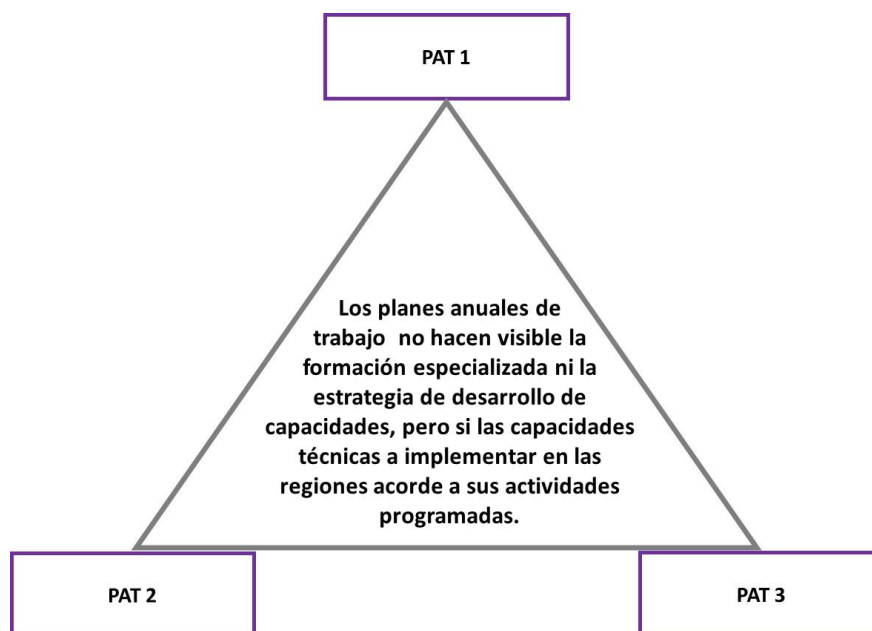 PAT 1
Los planes anuales de
trabajo  no hacen visible la
formación especializada ni la
estrategia de desarrollo de
capacidades, pero si las capacidades
técnicas a implementar en las
regiones acorde a sus actividades
programadas.
PAT 2
PAT 3